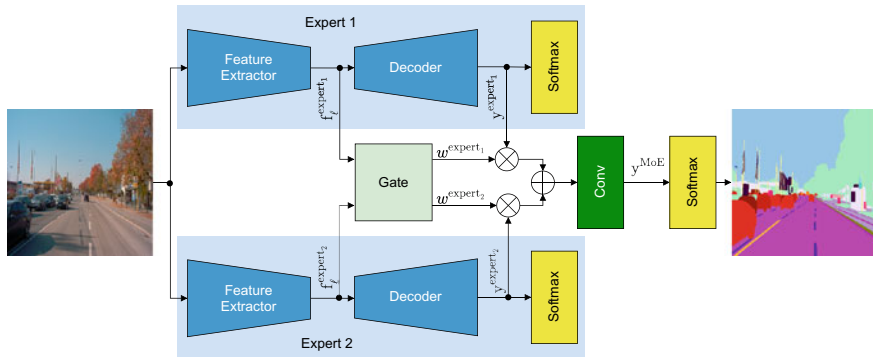 Expert 1
Feature
Extractor
Decoder
Softmax
f_ℓ^{expert_1}
y^{expert_1}
Gate
w^{expert_1}
w^{expert_2}
Conv
y^{MoE}
Softmax
f_ℓ^{expert_2}
y^{expert_2}
Feature
Extractor
Decoder
Softmax
Expert 2